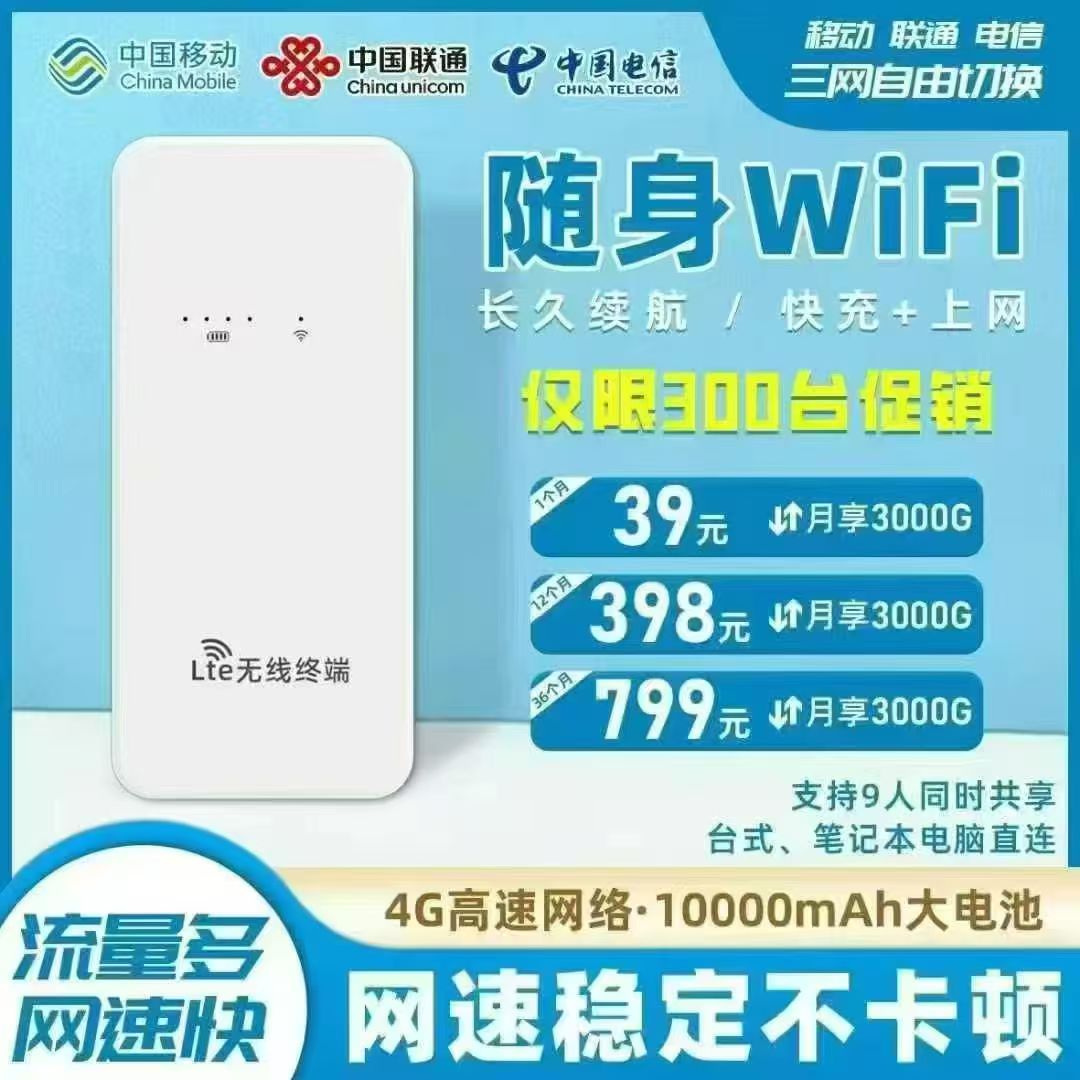 中国移动
China Mobile
中国联通
China unicom
中国电信
CHINA TELECOM
移动 联通 电信
三网自由切换
随身WiFi
长久续航 / 快充+上网
仅限300台促销
1个月 39元 月享3000G
12个月 398元 月享3000G
36个月 799元 月享3000G
Lte无线终端
支持9人同时共享
台式、笔记本电脑直连
4G高速网络·10000mAh大电池
流量多
网速快
网速稳定不卡顿